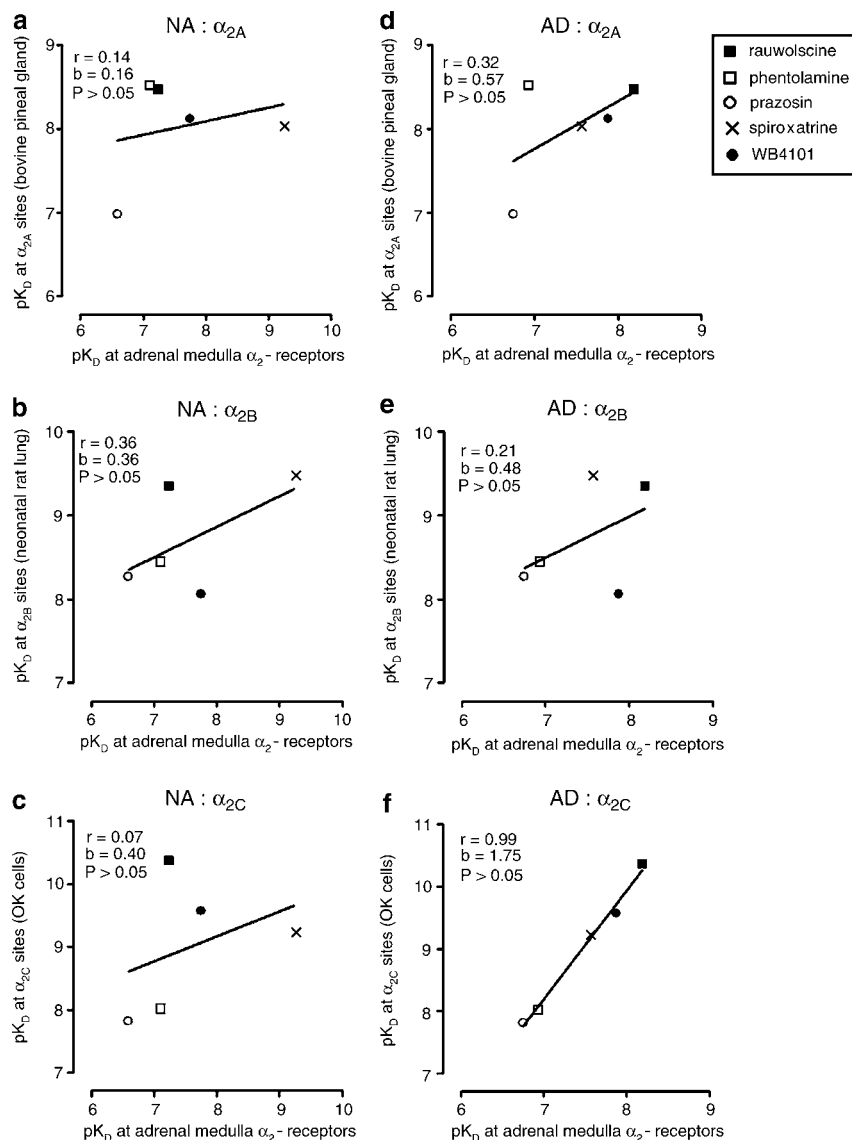 a
NA : α2A
r = 0.14
b = 0.16
P > 0.05
pKD at α2A sites (bovine pineal gland)
9
8
7
6
6 7 8 9 10
pKD at adrenal medulla α2- receptors
d
AD : α2A
r = 0.32
b = 0.57
P > 0.05
pKD at α2A sites (bovine pineal gland)
9
8
7
6
6 7 8 9
pKD at adrenal medulla α2- receptors
rauwolscine
phentolamine
prazosin
spiroxatrine
WB4101
b
NA : α2B
r = 0.36
b = 0.36
P > 0.05
pKD at α2B sites (neonatal rat lung)
10
9
8
7
6 7 8 9 10
pKD at adrenal medulla α2- receptors
e
AD : α2B
r = 0.21
b = 0.48
P > 0.05
pKD at α2B sites (neonatal rat lung)
10
9
8
7
6 7 8 9
pKD at adrenal medulla α2- receptors
c
NA : α2C
r = 0.07
b = 0.40
P > 0.05
pKD at α2C sites (OK cells)
11
10
9
8
7
6 7 8 9 10
pKD at adrenal medulla α2- receptors
f
AD : α2C
r = 0.99
b = 1.75
P > 0.05
pKD at α2C sites (OK cells)
11
10
9
8
7
6 7 8 9
pKD at adrenal medulla α2- receptors